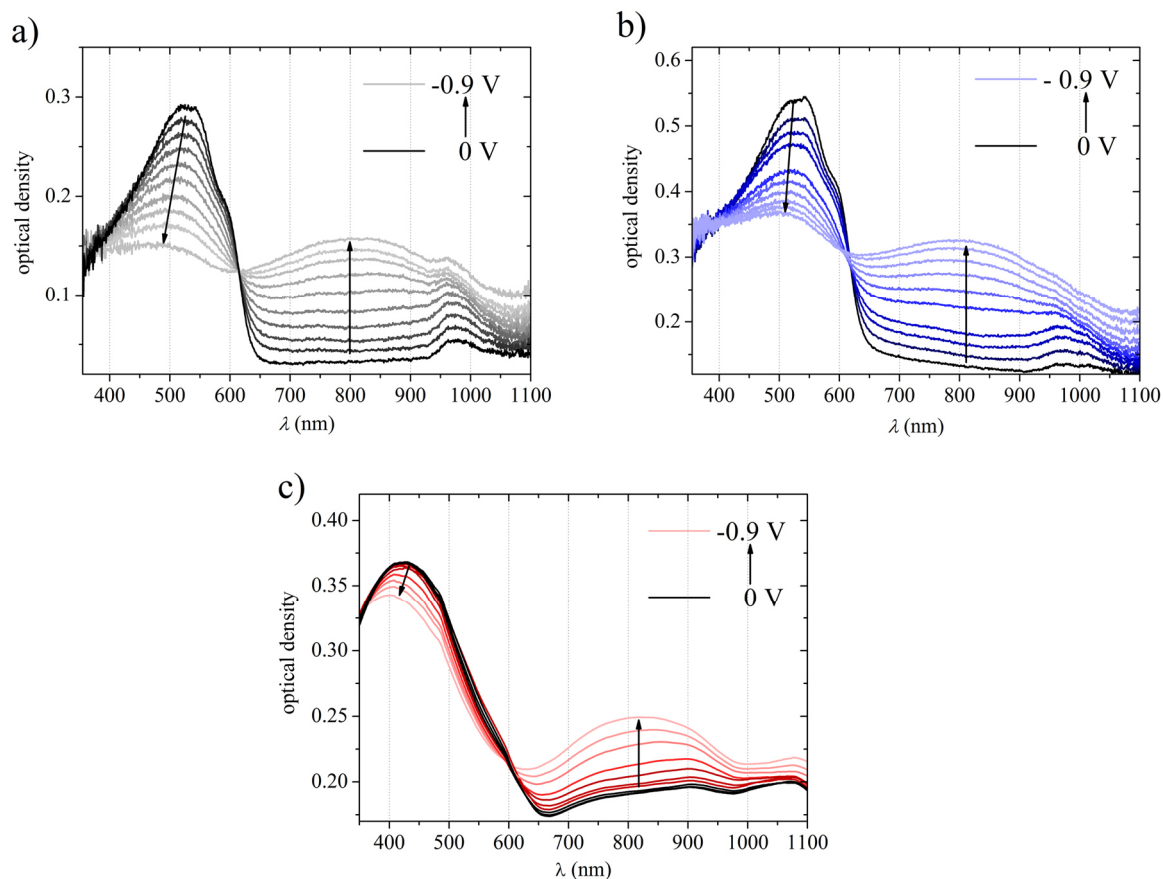 a)
-0.9 V
0 V
0.3
0.2
0.1
optical density
400 500 600 700 800 900 1000 1100
λ (nm)
b)
- 0.9 V
0 V
0.6
0.5
0.4
0.3
0.2
optical density
400 500 600 700 800 900 1000 1100
λ (nm)
c)
-0.9 V
0 V
0.40
0.35
0.30
0.25
0.20
optical density
400 500 600 700 800 900 1000 1100
λ (nm)